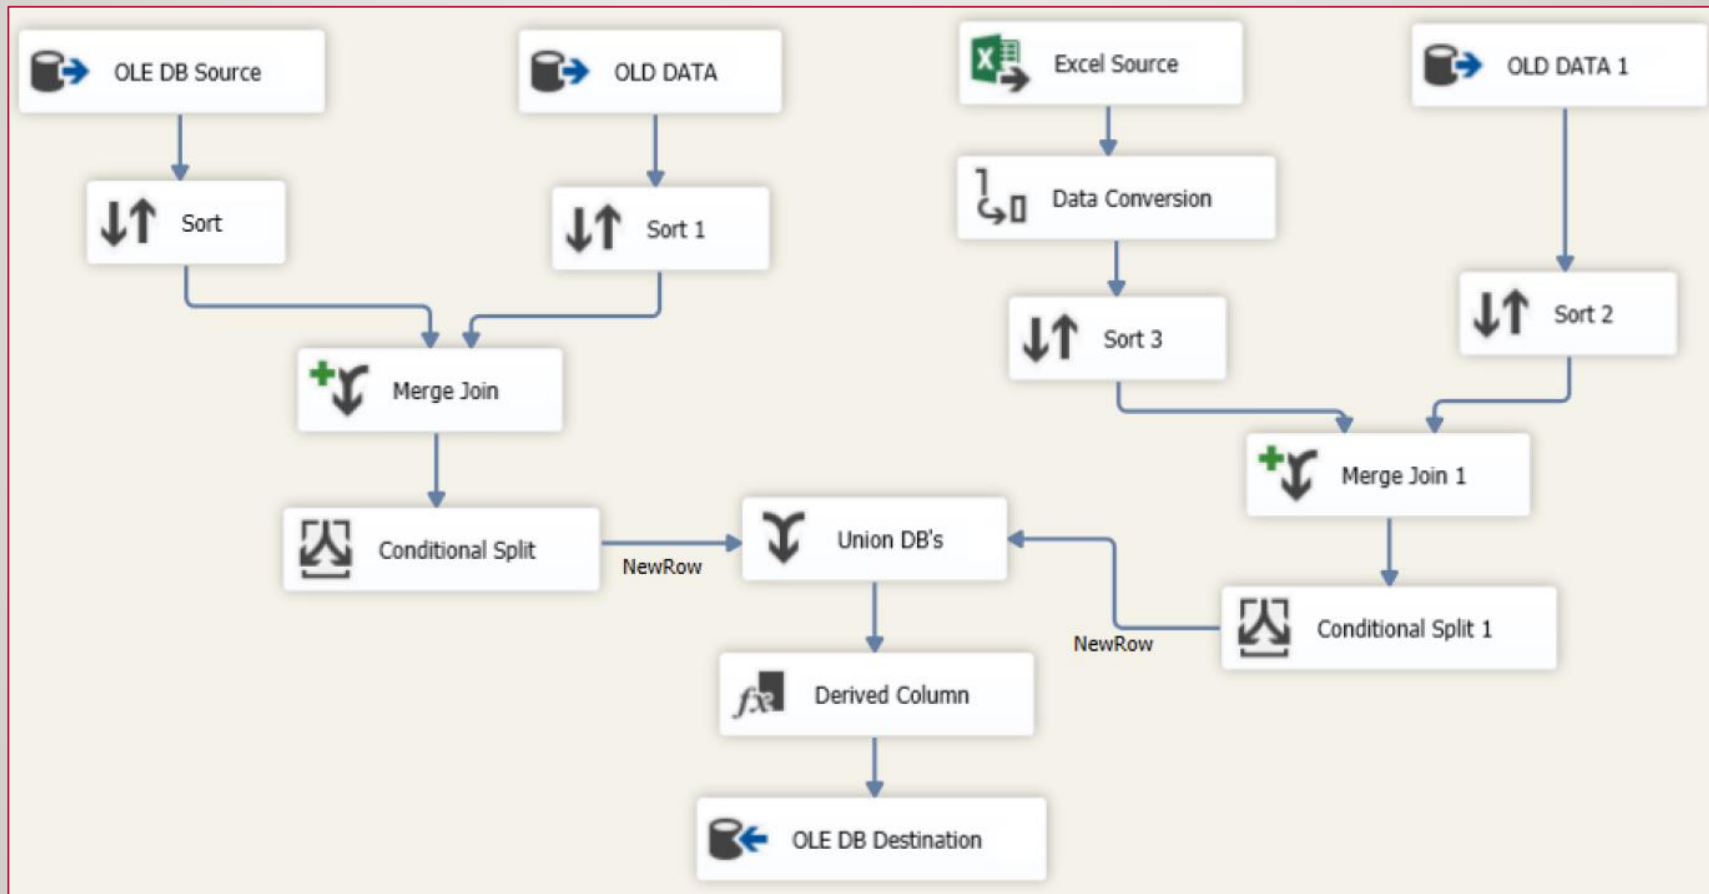 OLE DB Source
OLD DATA
Excel Source
OLD DATA 1
Data Conversion
Sort
Sort 1
Sort 3
Sort 2
Merge Join
Merge Join 1
Conditional Split
NewRow
Union DB's
NewRow
Conditional Split 1
Derived Column
OLE DB Destination